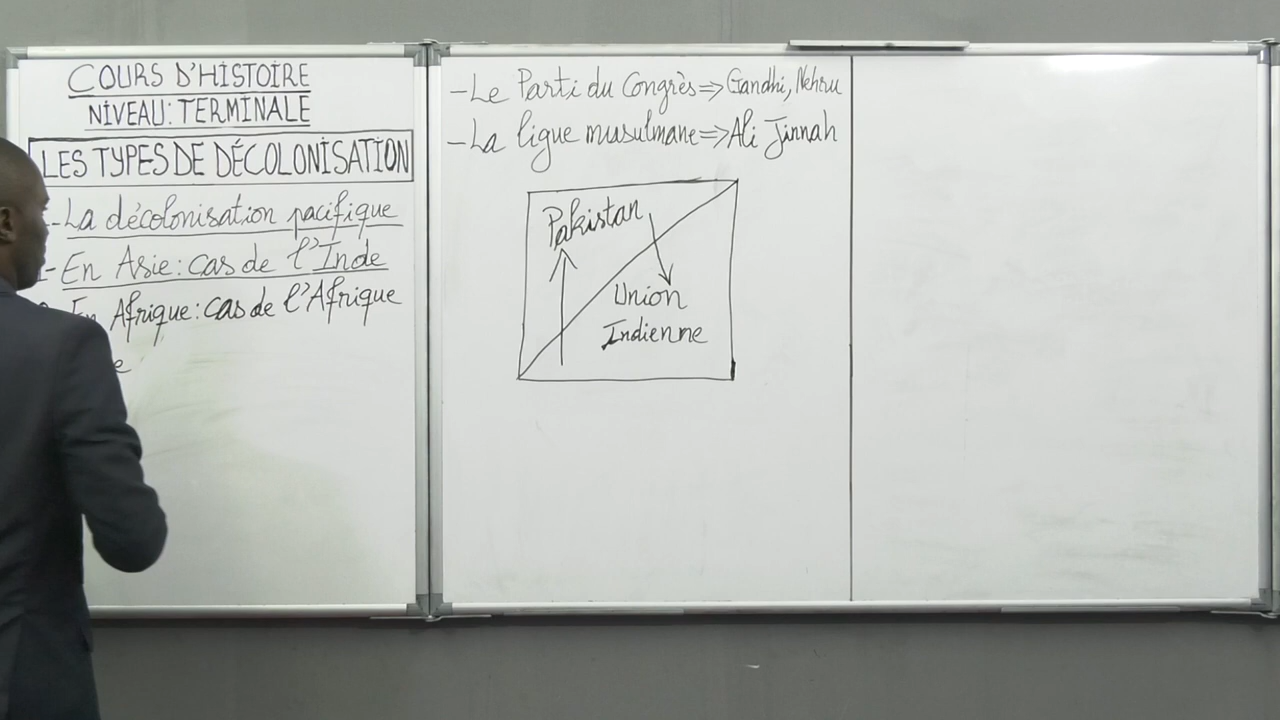 COURS D'HISTOIRE
NIVEAU: TERMINALE
LES TYPES DE DÉCOLONISATION
-La décolonisation pacifique
-En Asie: cas de l'Inde
En Afrique: cas de l'Afrique
e
-Le Parti du Congrès=>Gandhi, Nehru
-La ligue musulmane=>Ali Jinnah
Pakistan
Union
Indienne